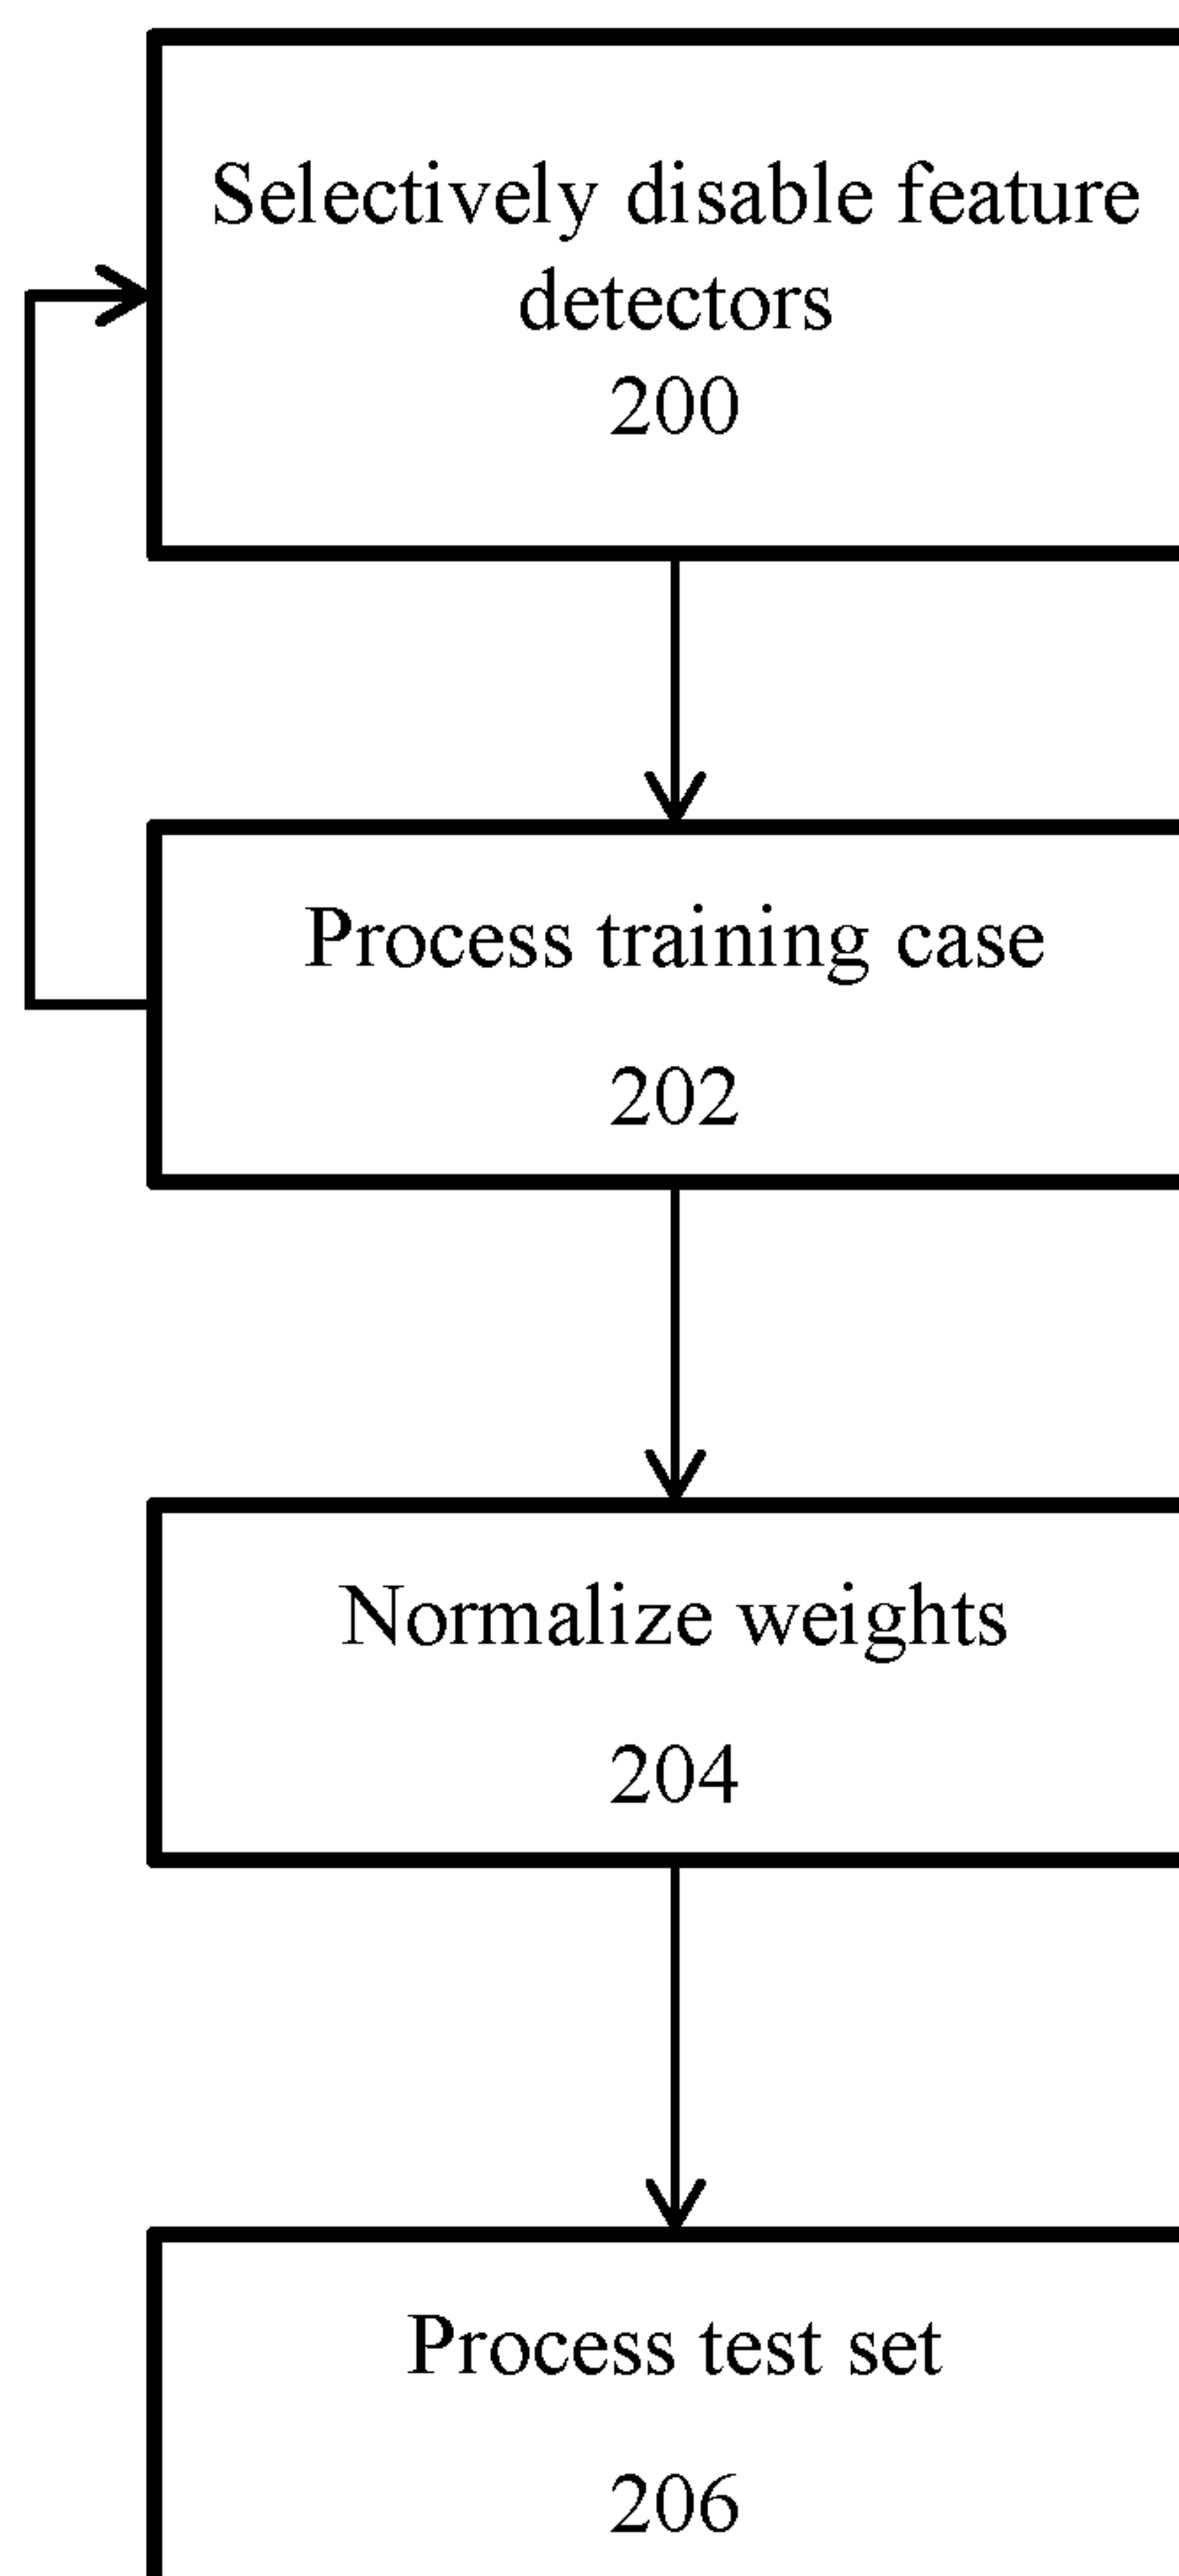 Selectively disable feature
detectors
200
Process training case
202
Normalize weights
204
Process test set
206